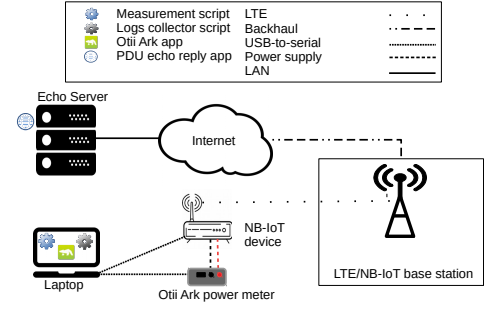 Measurement script LTE
Logs collector script Backhaul
Otii Ark app USB-to-serial
PDU echo reply app Power supply
LAN
Echo Server
Internet
NB-IoT
device
LTE/NB-IoT base station
Laptop
Otii Ark power meter